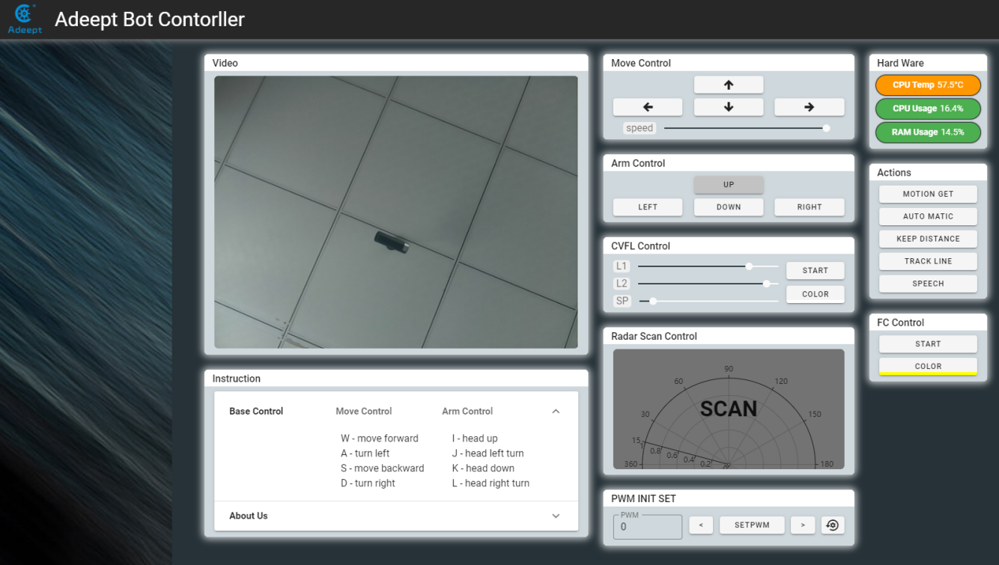 Adeept
Adeept Bot Contorller
Video
Instruction
Base Control Move Control Arm Control
W - move forward I - head up
A - turn left J - head left turn
S - move backward K - head down
D - turn right L - head right turn
About Us
Move Control
speed
Arm Control
UP
LEFT DOWN RIGHT
CVFL Control
L1
START
L2
COLOR
SP
Radar Scan Control
90
60 120
SCAN
30 150
15
1 0.8 0.6 0.4 0.2 0
360 180
PWM INIT SET
PWM
0 < SETPWM >
Hard Ware
CPU Temp 57.5°C
CPU Usage 16.4%
RAM Usage 14.5%
Actions
MOTION GET
AUTO MATIC
KEEP DISTANCE
TRACK LINE
SPEECH
FC Control
START
COLOR